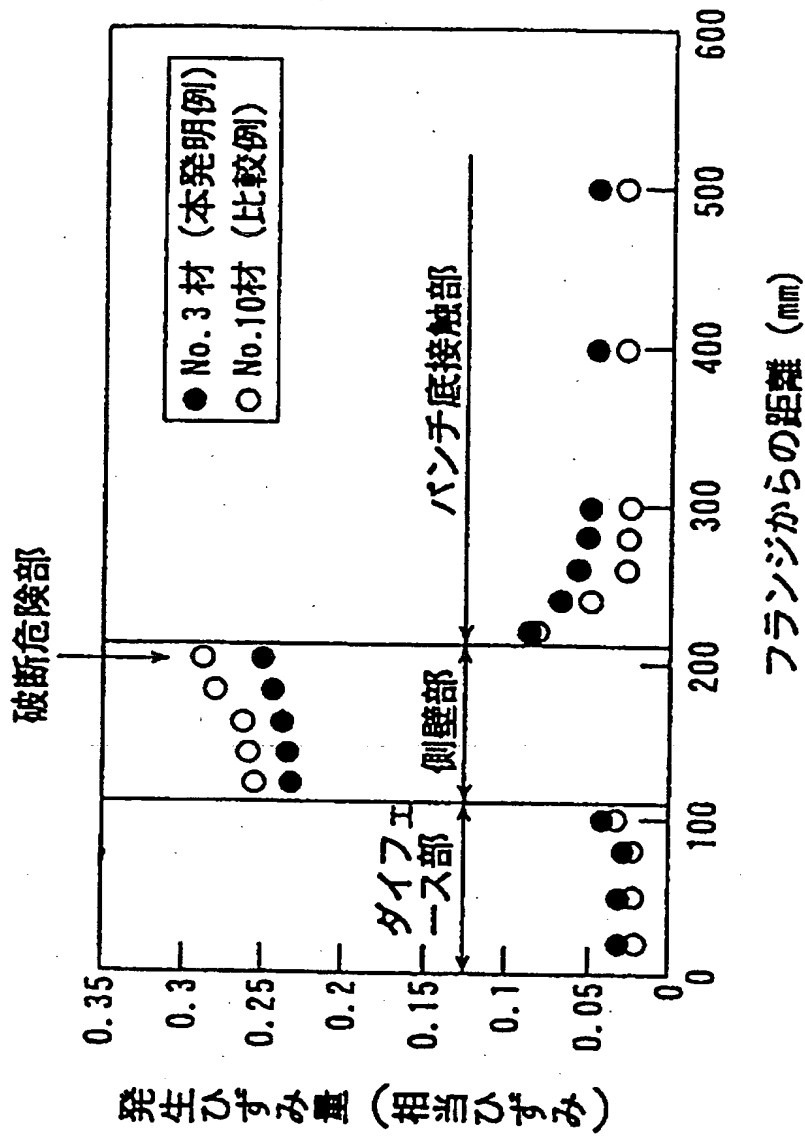 破断危険部
● No.3材 (本発明例)
○ No.10材 (比較例)
発生ひずみ量 (相当ひずみ)
0.35
0.3
0.25
0.2
0.15
0.1
0.05
0
ダイフェ
ース部
側壁部
パンチ底接触部
0
100
200
300
400
500
600
フランジからの距離 (mm)